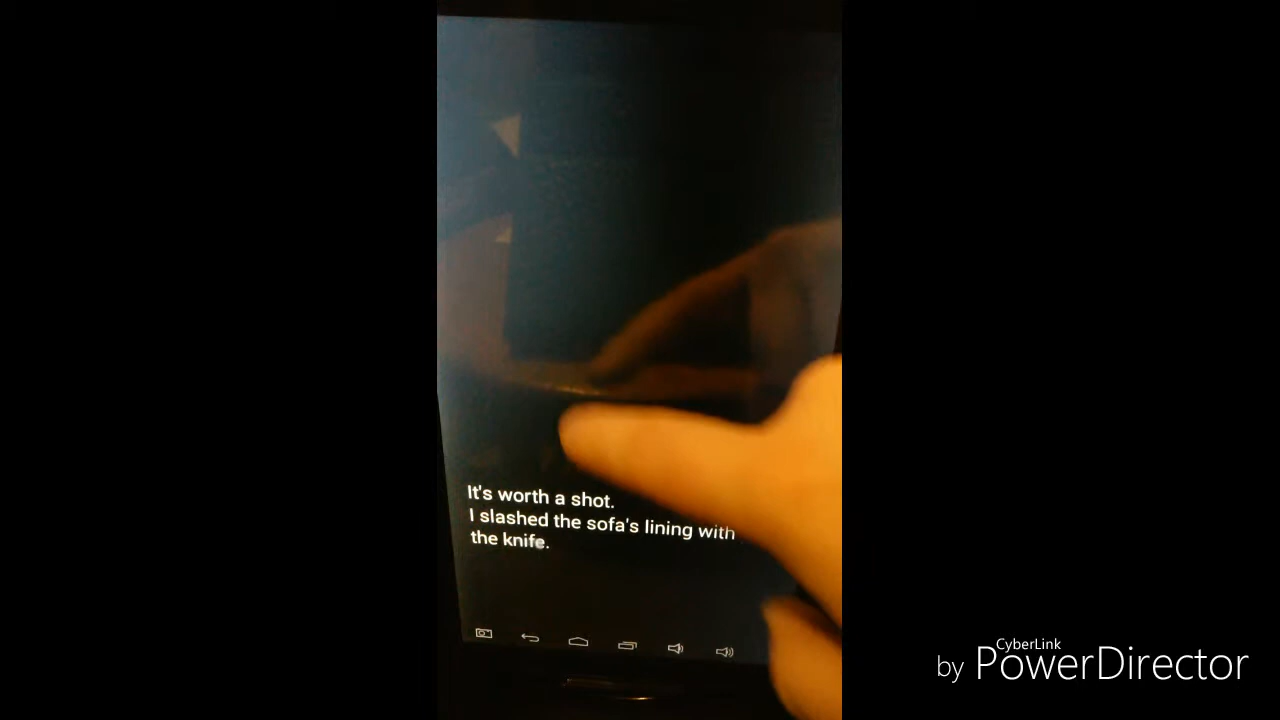 It's worth a shot.
I slashed the sofa's lining with
the knife.
CyberLink
by PowerDirector